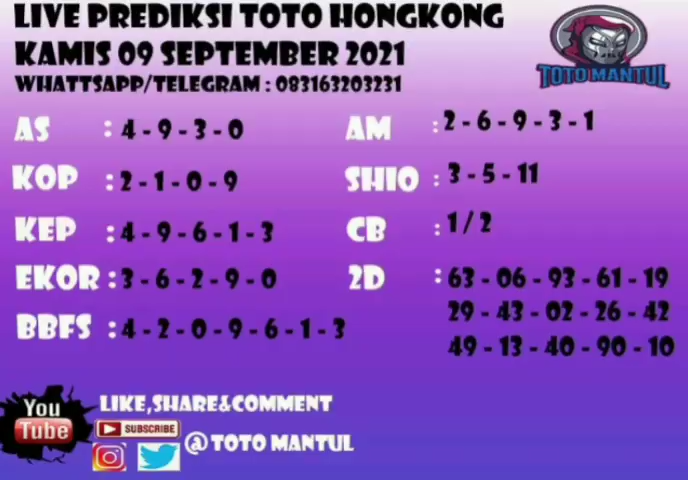 LIVE PREDIKSI TOTO HONGKONG
KAMIS 09 SEPTEMBER 2021
WHATTSAPP/TELEGRAM : 083163203231
TOTO MANTUL
AS : 4 - 9 - 3 - 0
KOP : 2 - 1 - 0 - 9
KEP : 4 - 9 - 6 - 1 - 3
EKOR : 3 - 6 - 2 - 9 - 0
BBFS : 4 - 2 - 0 - 9 - 6 - 1 - 3
AM : 2 - 6 - 9 - 3 - 1
SHIO : 3 - 5 - 11
CB : 1 / 2
2D : 63 - 06 - 93 - 61 - 19
29 - 43 - 02 - 26 - 42
49 - 13 - 40 - 90 - 10
You
Tube
LIKE,SHARE&COMMENT
SUBSCRIBE
@TOTO MANTUL